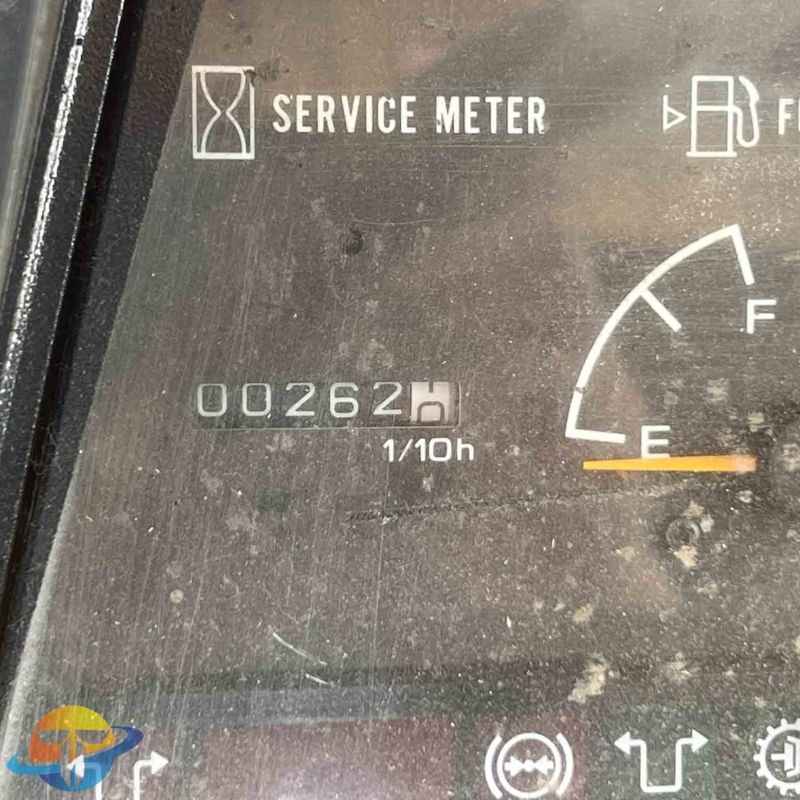 SERVICE METER
F
00262
1/10h
E